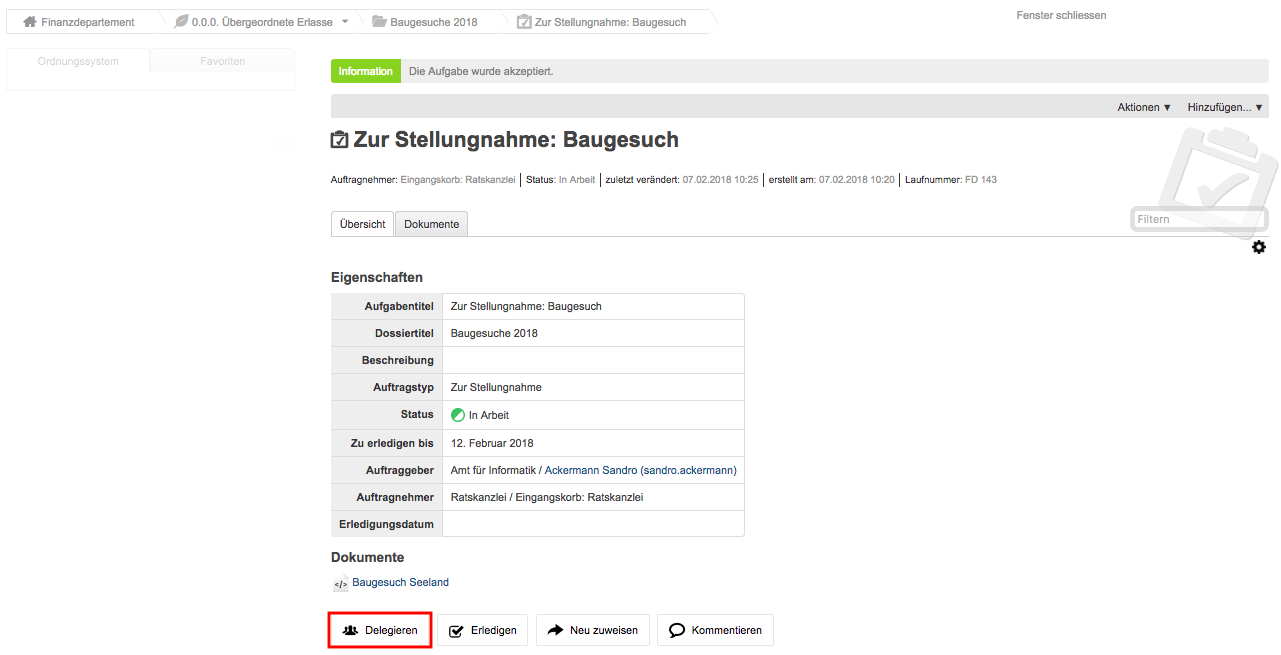 Finanzdepartement 0.0.0. Übergeordnete Erlasse ▼ Baugesuche 2018 Zur Stellungnahme: Baugesuch
Fenster schliessen
Ordnungssystem Favoriten
Information Die Aufgabe wurde akzeptiert.
Aktionen ▼ Hinzufügen... ▼
Zur Stellungnahme: Baugesuch
Auftragnehmer: Eingangskorb: Ratskanzlei | Status: In Arbeit | zuletzt verändert: 07.02.2018 10:25 | erstellt am: 07.02.2018 10:20 | Laufnummer: FD 143
Übersicht Dokumente
Filtern
Eigenschaften
Aufgabentitel Zur Stellungnahme: Baugesuch
Dossiertitel Baugesuche 2018
Beschreibung
Auftragstyp Zur Stellungnahme
Status In Arbeit
Zu erledigen bis 12. Februar 2018
Auftraggeber Amt für Informatik / Ackermann Sandro (sandro.ackermann)
Auftragnehmer Ratskanzlei / Eingangskorb: Ratskanzlei
Erledigungsdatum
Dokumente
Baugesuch Seeland
Delegieren Erledigen Neu zuweisen Kommentieren